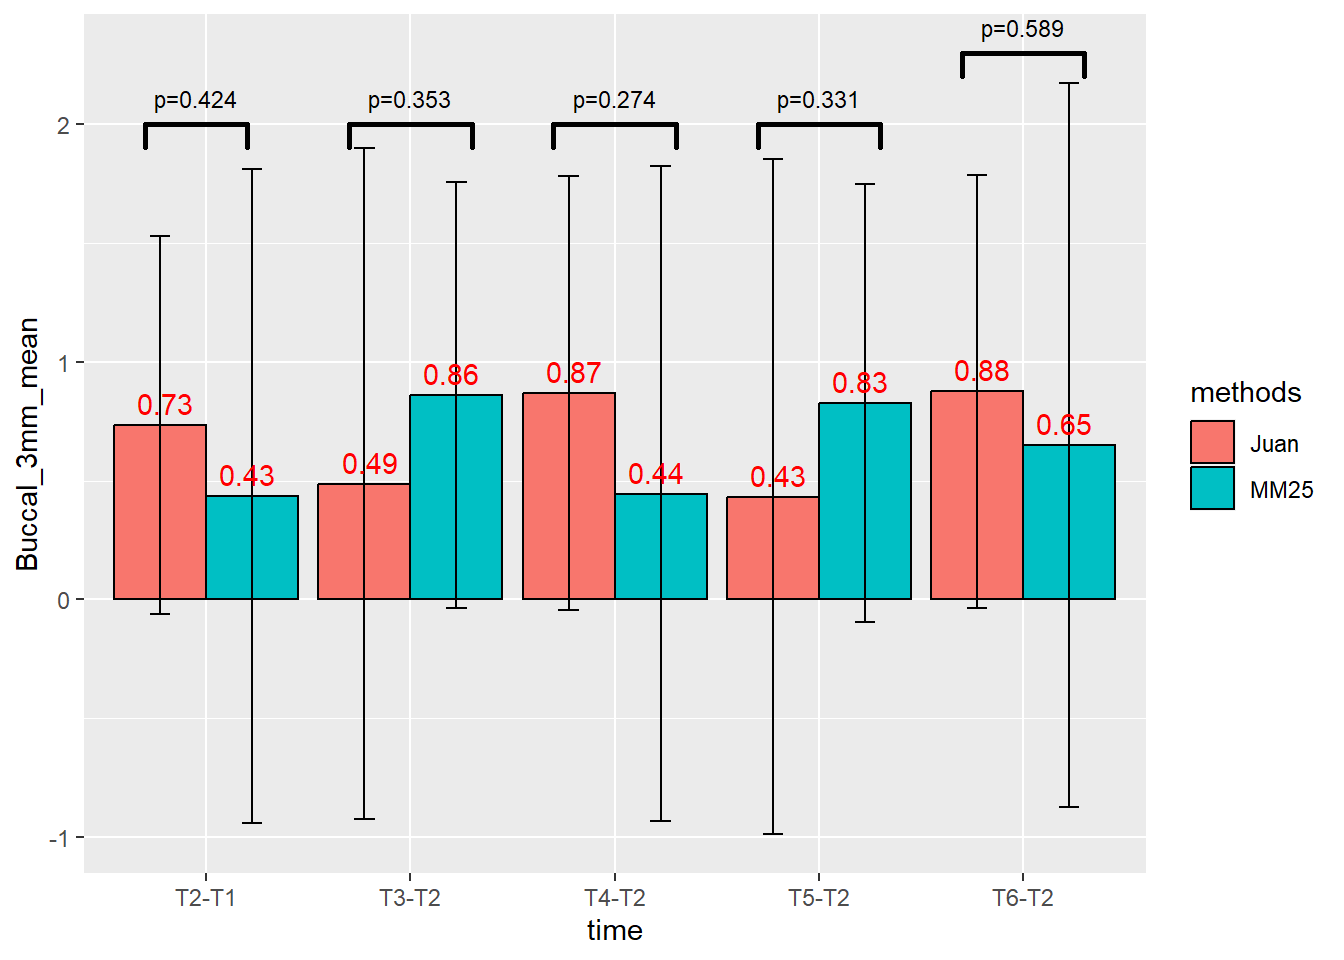 p=0.589
p=0.424
p=0.353
p=0.274
p=0.331
2
1
0
-1
Buccal_3mm_mean
0.73
0.43
0.49
0.86
0.87
0.44
0.43
0.83
0.88
0.65
methods
Juan
MM25
T2-T1
T3-T2
T4-T2
T5-T2
T6-T2
time